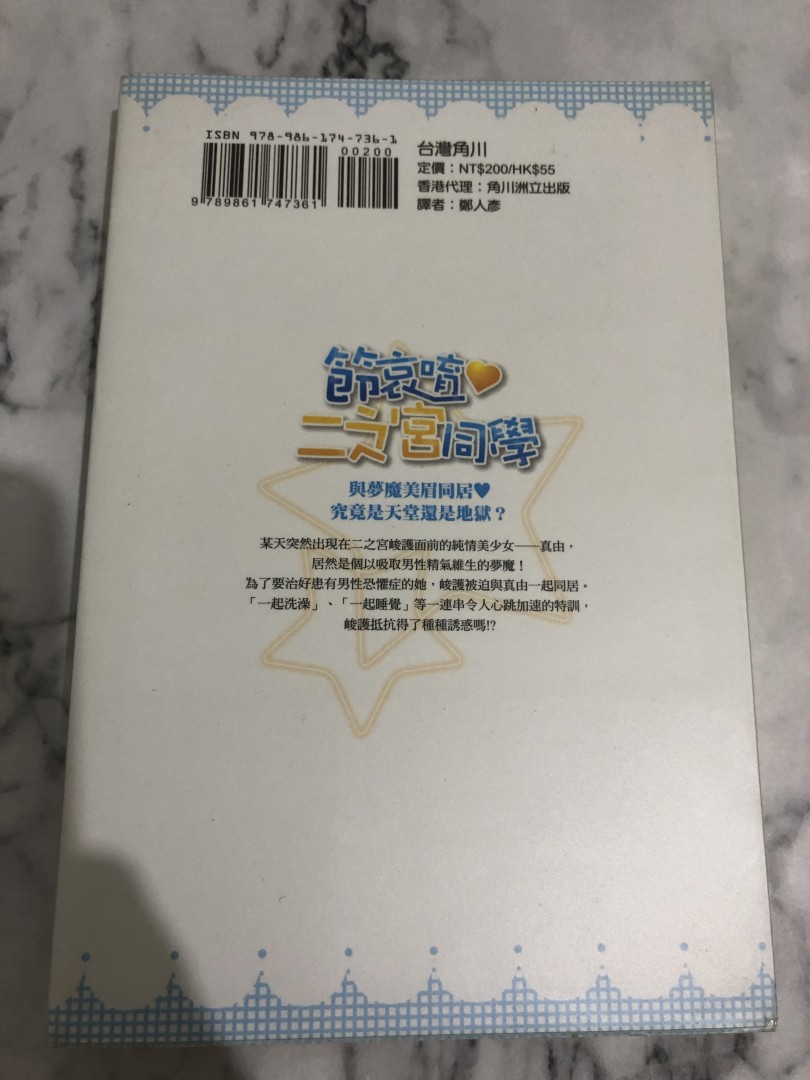 ISBN 978-986-174-736-1
00200
9 789861 747361
台灣角川
定價：NT$200/HK$55
香港代理：角川洲立出版
譯者：鄭人彥
節哀唷♥
二之宮同學
與夢魔美眉同居♥
究竟是天堂還是地獄？
某天突然出現在二之宮峻護面前的純情美少女——真由，
居然是個以吸取男性精氣維生的夢魔！
為了要治好患有男性恐懼症的她，峻護被迫與真由一起同居。
「一起洗澡」、「一起睡覺」等一連串令人心跳加速的特訓，
峻護抵抗得了種種誘惑嗎!?